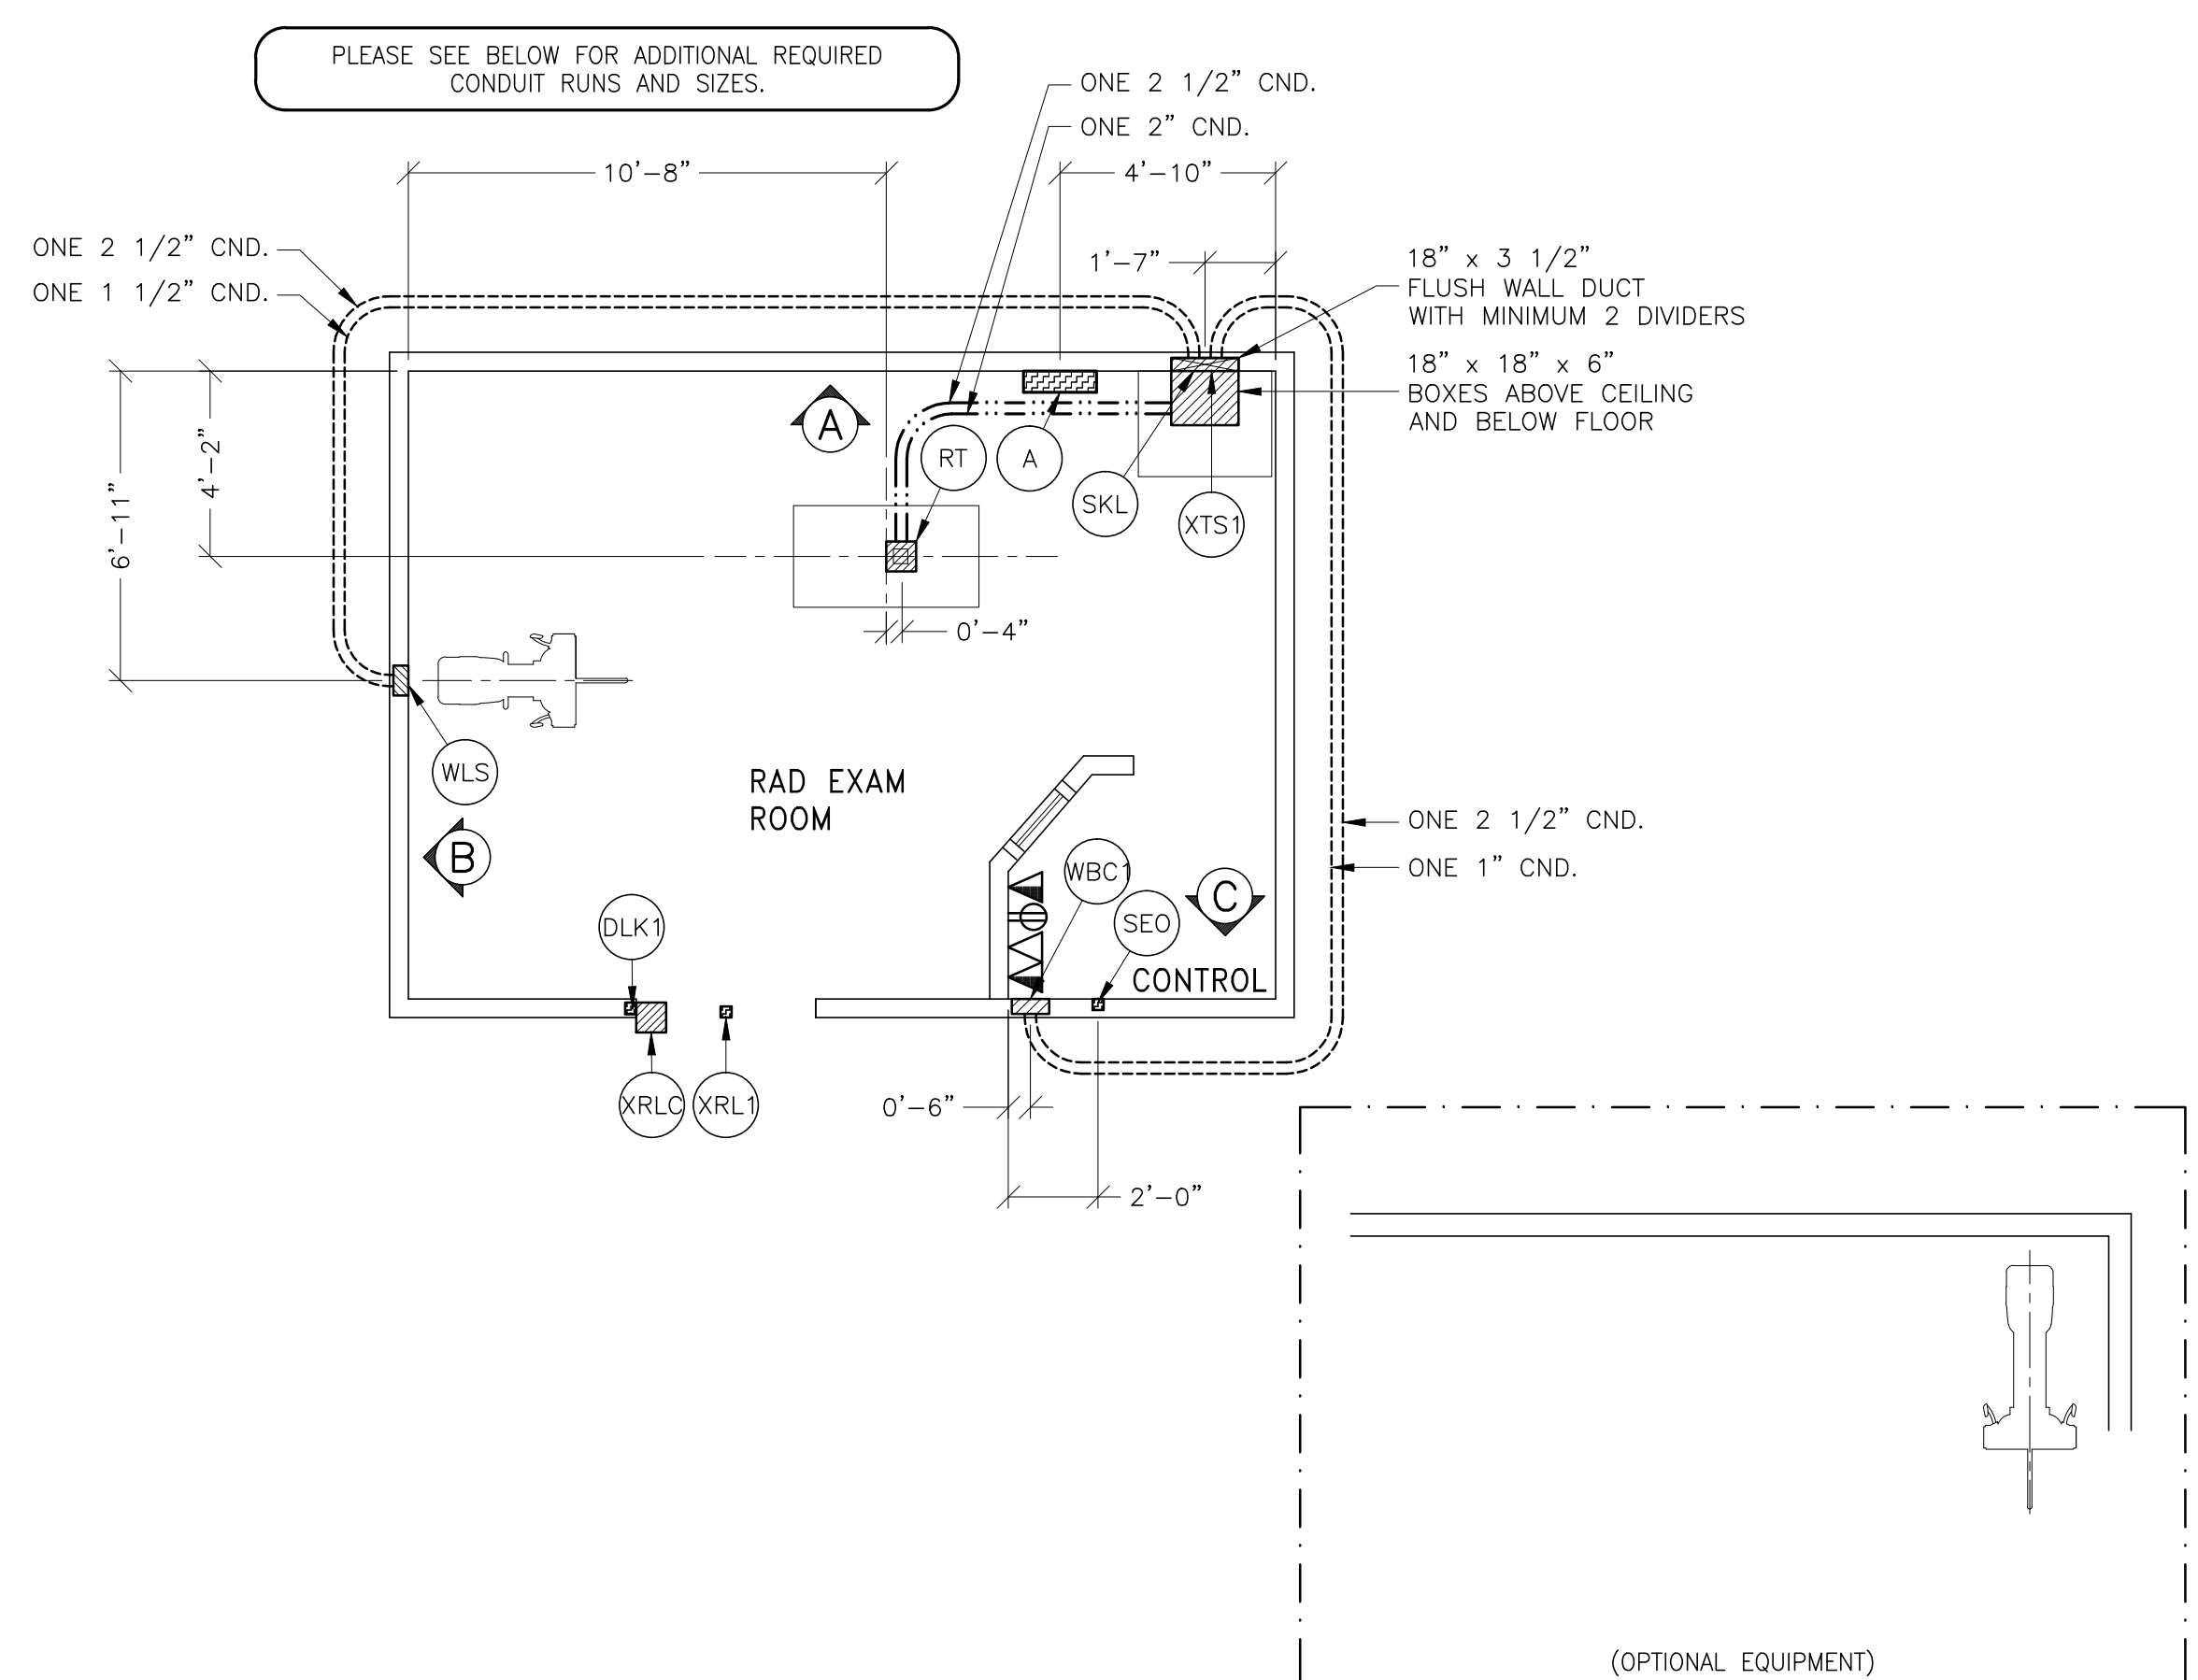 PLEASE SEE BELOW FOR ADDITIONAL REQUIRED
CONDUIT RUNS AND SIZES.
ONE 2 1/2" CND.
ONE 2" CND.
10'-8"
4'-10"
ONE 2 1/2" CND.
ONE 1 1/2" CND.
1'-7"
18" x 3 1/2"
FLUSH WALL DUCT
WITH MINIMUM 2 DIVIDERS
18" x 18" x 6"
BOXES ABOVE CEILING
AND BELOW FLOOR
6'-11"
4'-2"
A
RT
A
SKL
XTS1
0'-4"
WLS
RAD EXAM
ROOM
B
ONE 2 1/2" CND.
ONE 1" CND.
WBC1
C
DLK1
SEO
CONTROL
XRLC
XRL1
0'-6"
2'-0"
(OPTIONAL EQUIPMENT)